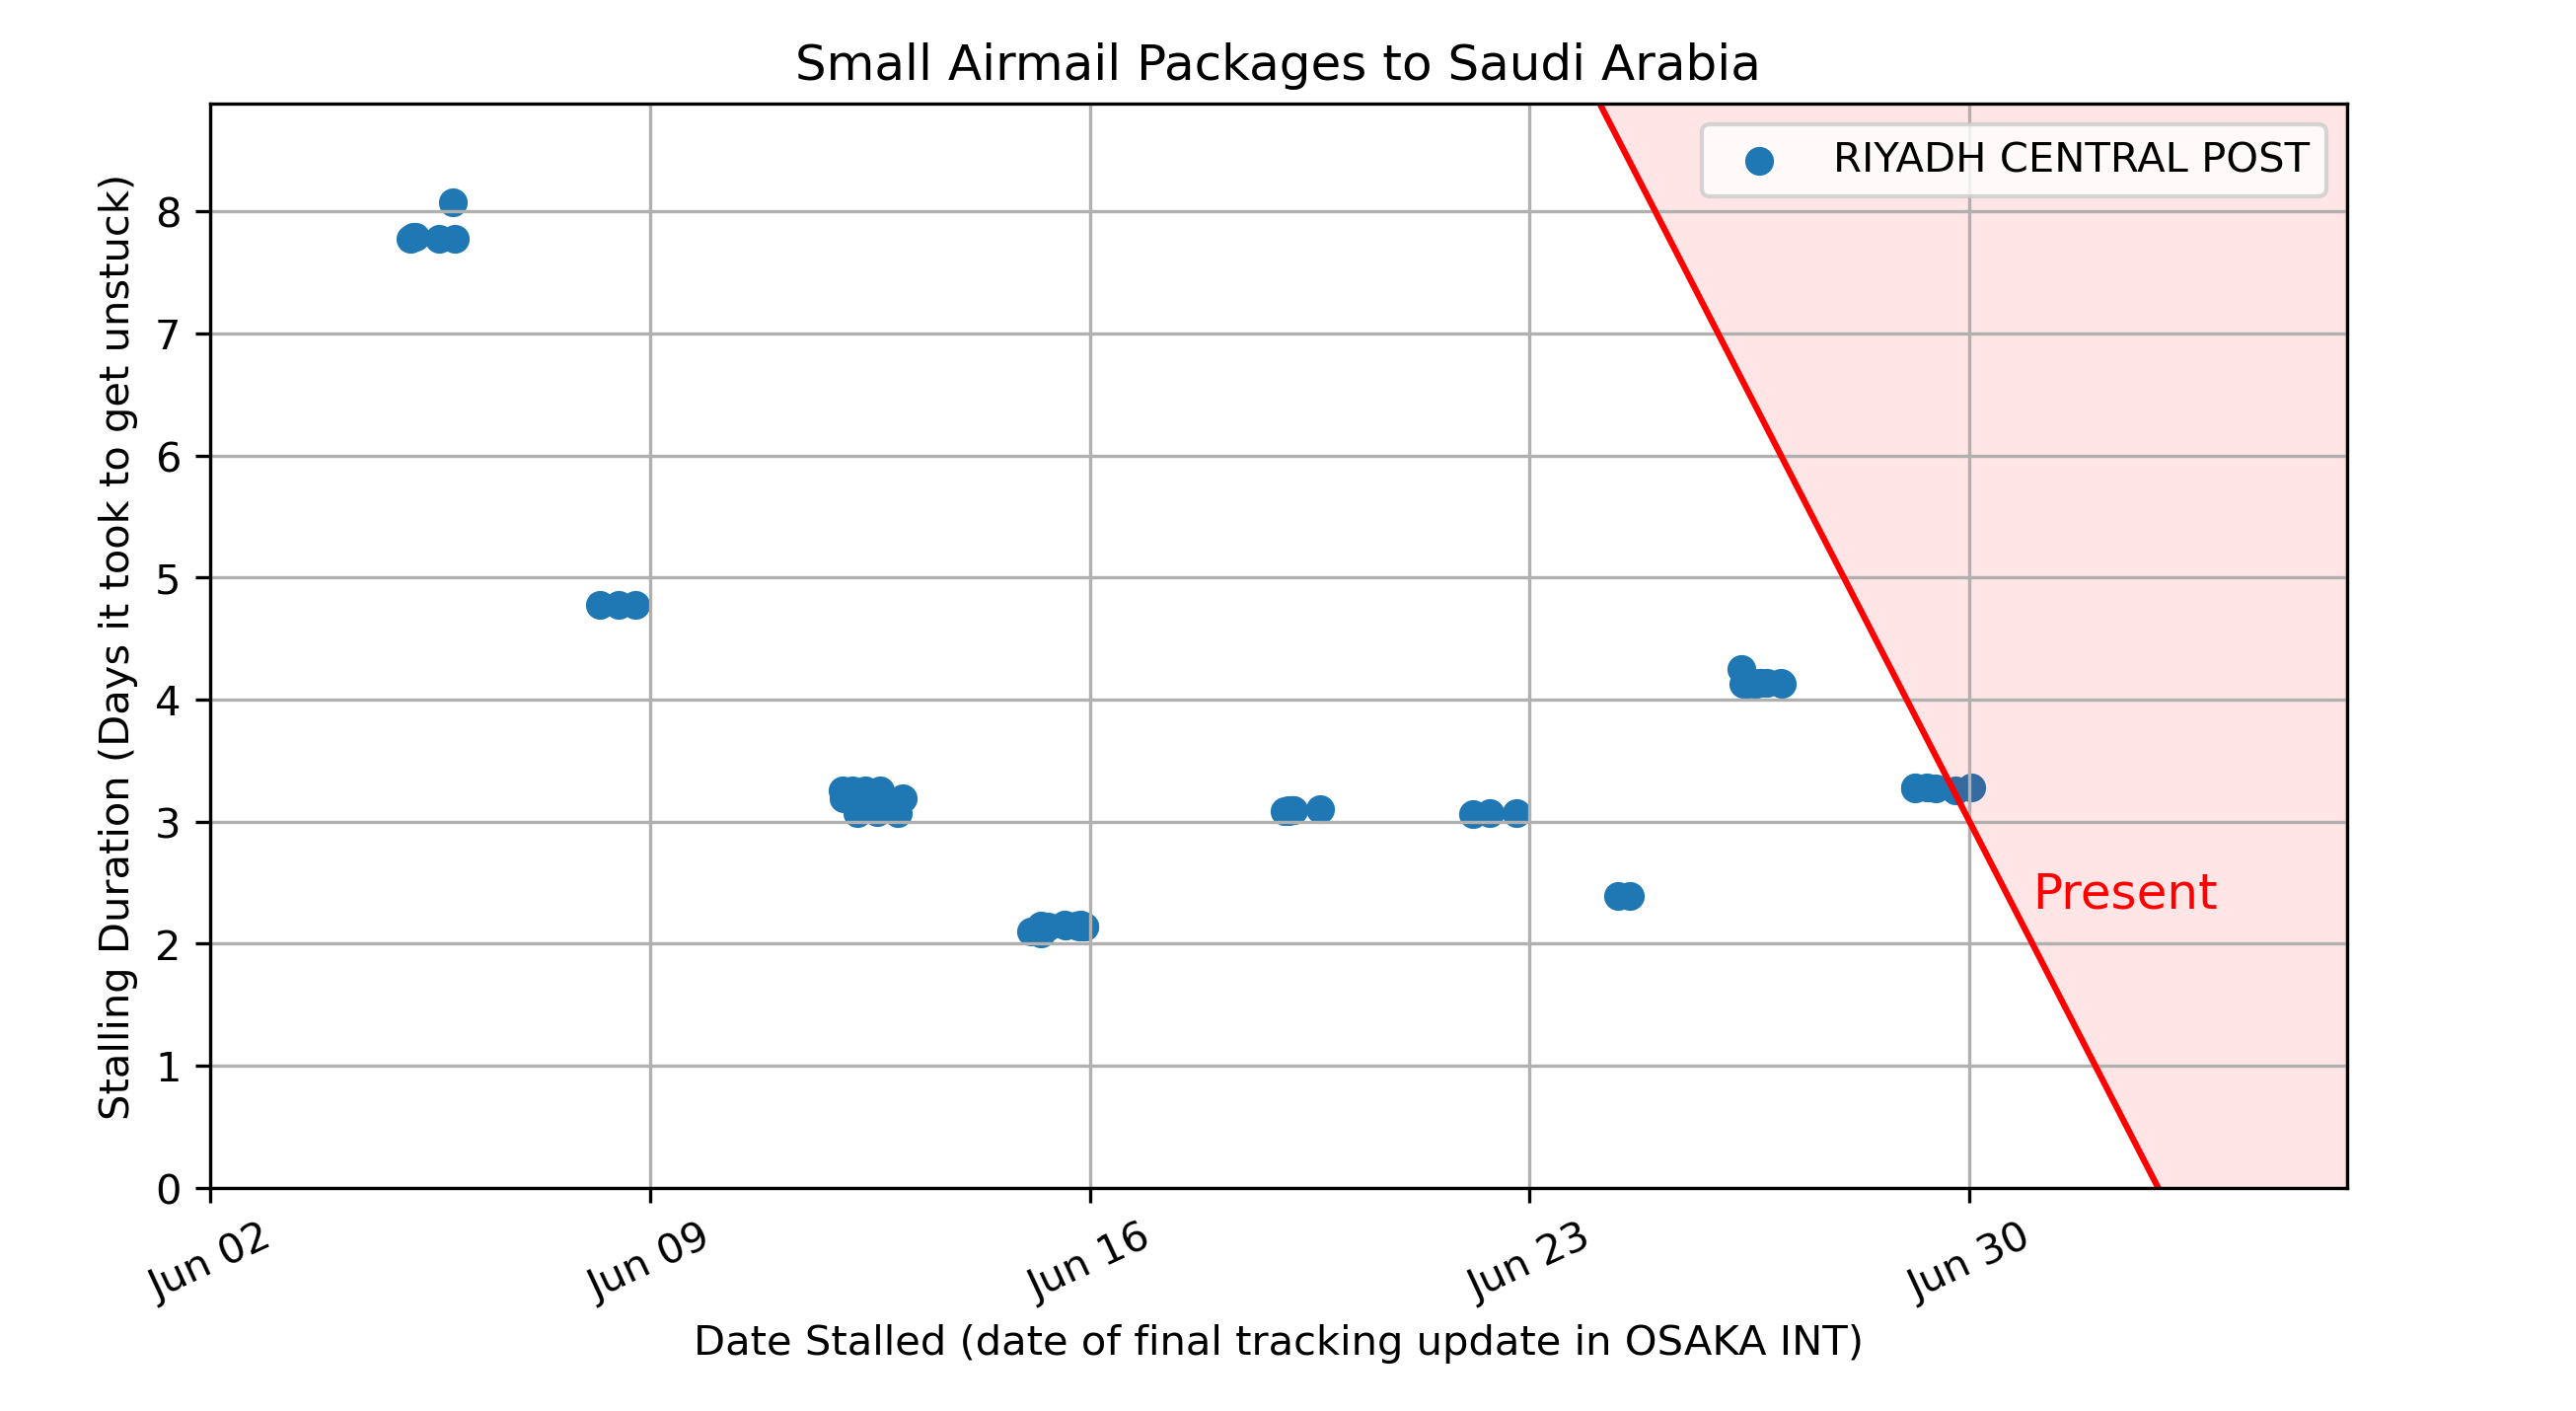 Small Airmail Packages to Saudi Arabia
RIYADH CENTRAL POST
Stalling Duration (Days it took to get unstuck)
8
7
6
5
4
3
2
1
0
Present
Jun 02
Jun 09
Jun 16
Jun 23
Jun 30
Date Stalled (date of final tracking update in OSAKA INT)